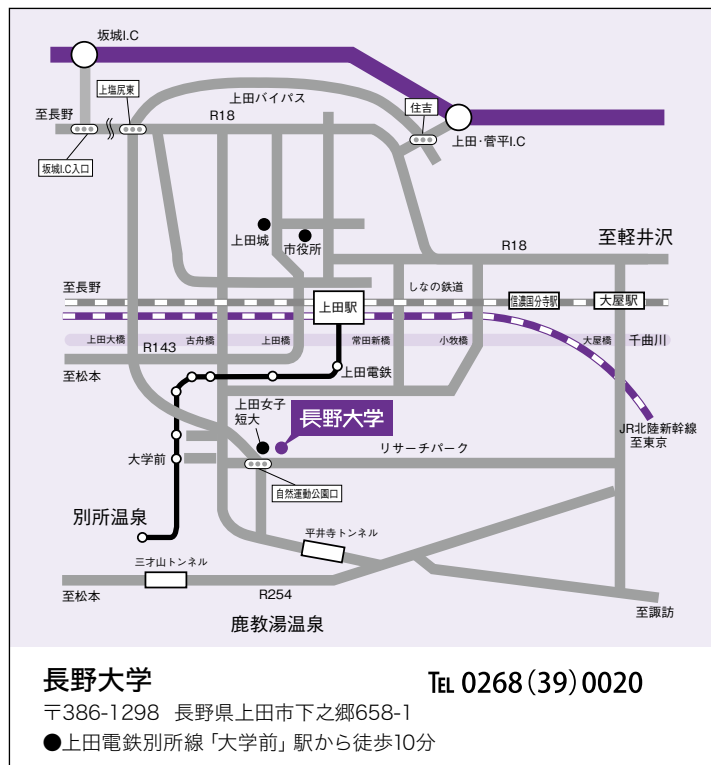 坂城I.C
上塩尻東
上田バイパス
住吉
至長野
R18
上田・菅平I.C
坂城I.C入口
上田城
市役所
R18
至軽井沢
至長野
しなの鉄道
上田駅
信濃国分寺駅
大屋駅
上田大橋
古舟橋
上田橋
常田新橋
小牧橋
大屋橋
千曲川
R143
至松本
上田電鉄
上田女子
短大
長野大学
JR北陸新幹線
至東京
大学前
リサーチパーク
自然運動公園口
別所温泉
平井寺トンネル
三才山トンネル
至松本
R254
至諏訪
鹿教湯温泉
長野大学
TEL 0268(39)0020
〒386-1298 長野県上田市下之郷658-1
●上田電鉄別所線「大学前」駅から徒歩10分